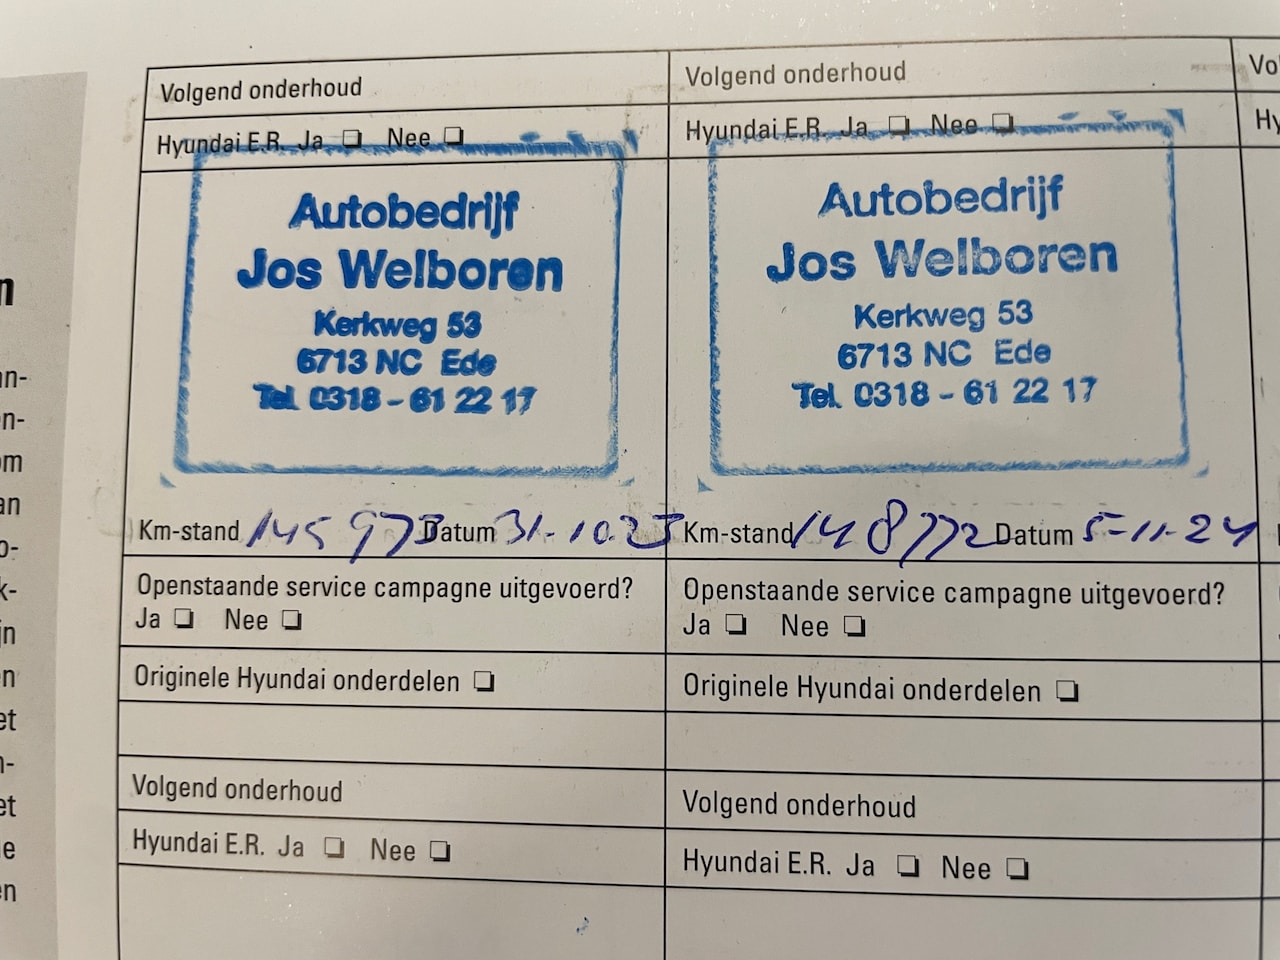 Volgend onderhoud
Hyundai E.R. Ja ❏ Nee ❏
Autobedrijf
Jos Welboren
Kerkweg 53
6713 NC Ede
Tel. 0318 - 61 22 17
Km-stand 145 973 Datum 31-10.23
Openstaande service campagne uitgevoerd?
Ja ❏ Nee ❏
Originele Hyundai onderdelen ❏
Volgend onderhoud
Hyundai E.R. Ja ❏ Nee ❏
Volgend onderhoud
Hyundai E.R. Ja ❏ Nee ❏
Autobedrijf
Jos Welboren
Kerkweg 53
6713 NC Ede
Tel. 0318 - 61 22 17
Km-stand 148772 Datum 5-11-24
Openstaande service campagne uitgevoerd?
Ja ❏ Nee ❏
Originele Hyundai onderdelen ❏
Volgend onderhoud
Hyundai E.R. Ja ❏ Nee ❏